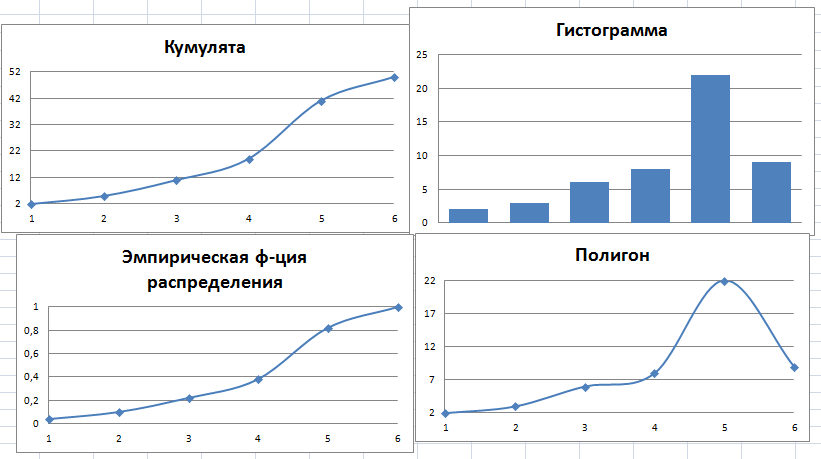 Кумулята
52
42
32
22
12
2
1 2 3 4 5 6
Гистограмма
25
20
15
10
5
0
Эмпирическая ф-ция
распределения
1
0,8
0,6
0,4
0,2
0
1 2 3 4 5 6
Полигон
22
17
12
7
2
1 2 3 4 5 6